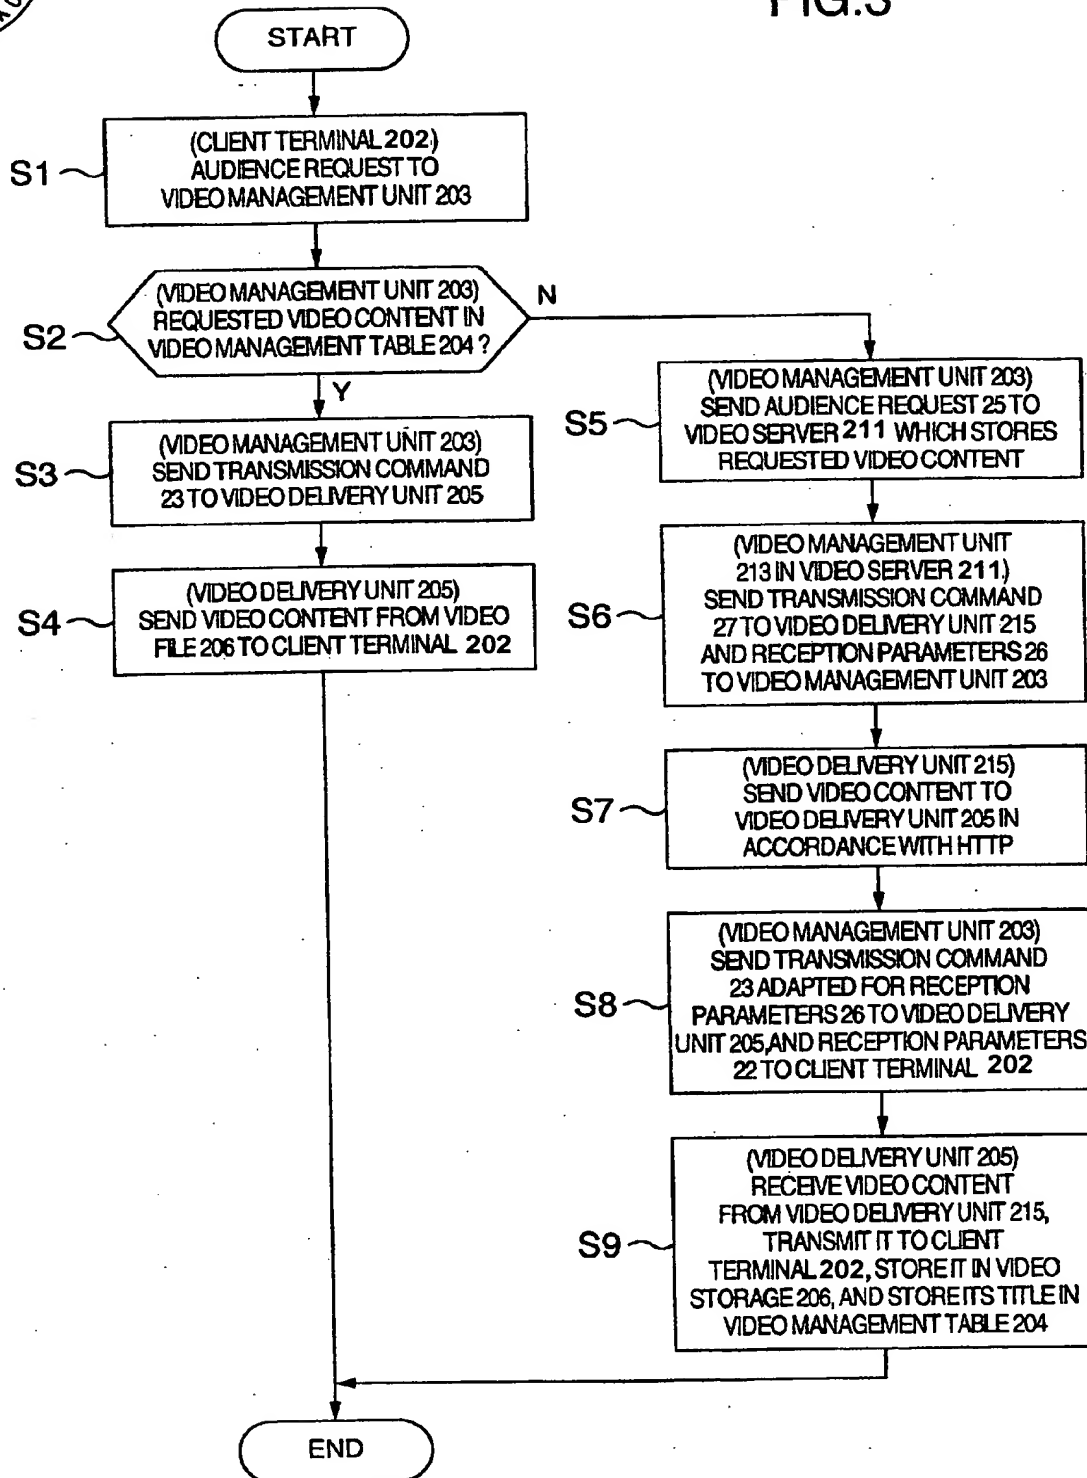 FIG.3
START
S1
(CLIENT TERMINAL 202)
AUDIENCE REQUEST TO
VIDEO MANAGEMENT UNIT 203
S2
(VIDEO MANAGEMENT UNIT 203)
REQUESTED VIDEO CONTENT IN
VIDEO MANAGEMENT TABLE 204 ?
N
Y
S3
(VIDEO MANAGEMENT UNIT 203)
SEND TRANSMISSION COMMAND
23 TO VIDEO DELIVERY UNIT 205
S4
(VIDEO DELIVERY UNIT 205)
SEND VIDEO CONTENT FROM VIDEO
FILE 206 TO CLIENT TERMINAL 202
S5
(VIDEO MANAGEMENT UNIT 203)
SEND AUDIENCE REQUEST 25 TO
VIDEO SERVER 211 WHICH STORES
REQUESTED VIDEO CONTENT
S6
(VIDEO MANAGEMENT UNIT
213 IN VIDEO SERVER 211)
SEND TRANSMISSION COMMAND
27 TO VIDEO DELIVERY UNIT 215
AND RECEPTION PARAMETERS 26
TO VIDEO MANAGEMENT UNIT 203
S7
(VIDEO DELIVERY UNIT 215)
SEND VIDEO CONTENT TO
VIDEO DELIVERY UNIT 205 IN
ACCORDANCE WITH HTTP
S8
(VIDEO MANAGEMENT UNIT 203)
SEND TRANSMISSION COMMAND
23 ADAPTED FOR RECEPTION
PARAMETERS 26 TO VIDEO DELIVERY
UNIT 205, AND RECEPTION PARAMETERS
22 TO CLIENT TERMINAL 202
S9
(VIDEO DELIVERY UNIT 205)
RECEIVE VIDEO CONTENT
FROM VIDEO DELIVERY UNIT 215,
TRANSMIT IT TO CLIENT
TERMINAL 202, STORE IT IN VIDEO
STORAGE 206, AND STORE ITS TITLE IN
VIDEO MANAGEMENT TABLE 204
END